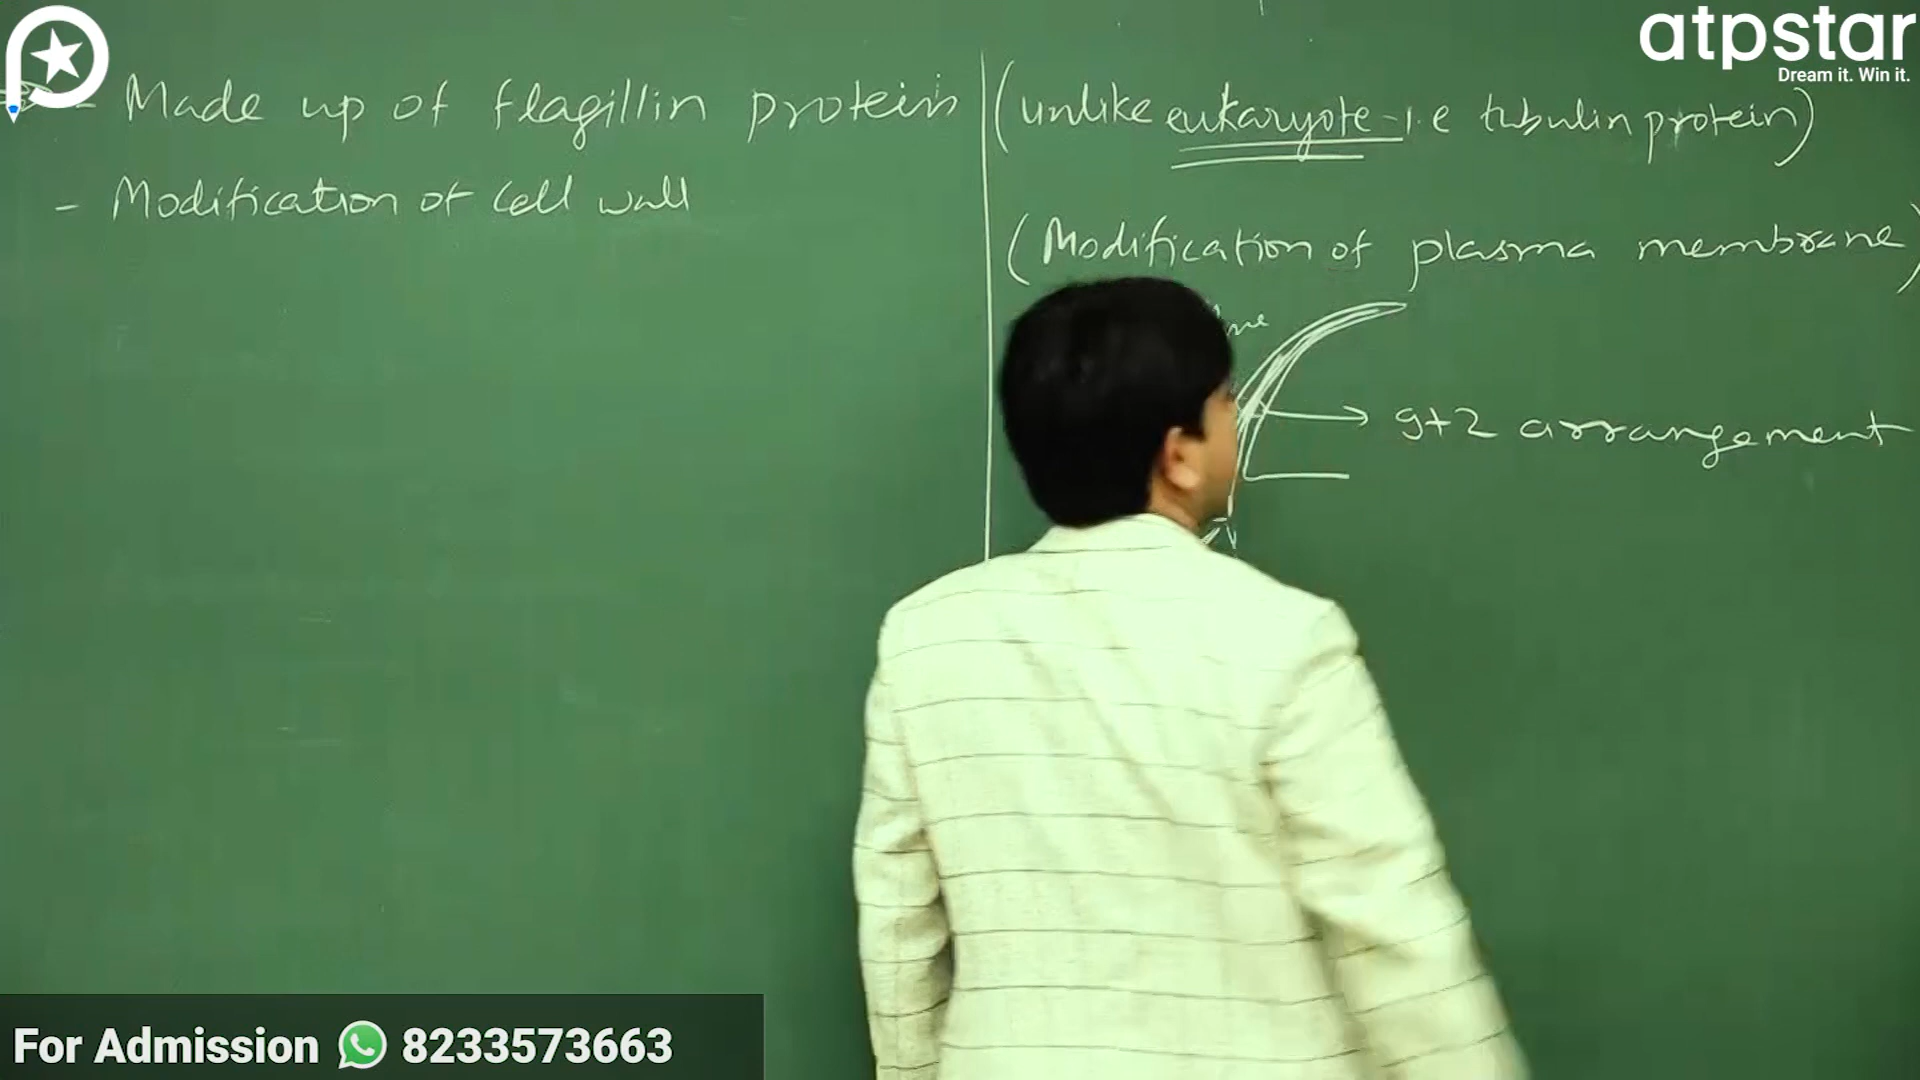 atpstar
Dream it. Win it.
- Made up of flagillin protein (unlike eukaryote - i.e tubulin protein)
- Modification of Cell wall
(Modification of plasma membrane)
9+2 arrangement
For Admission 8233573663